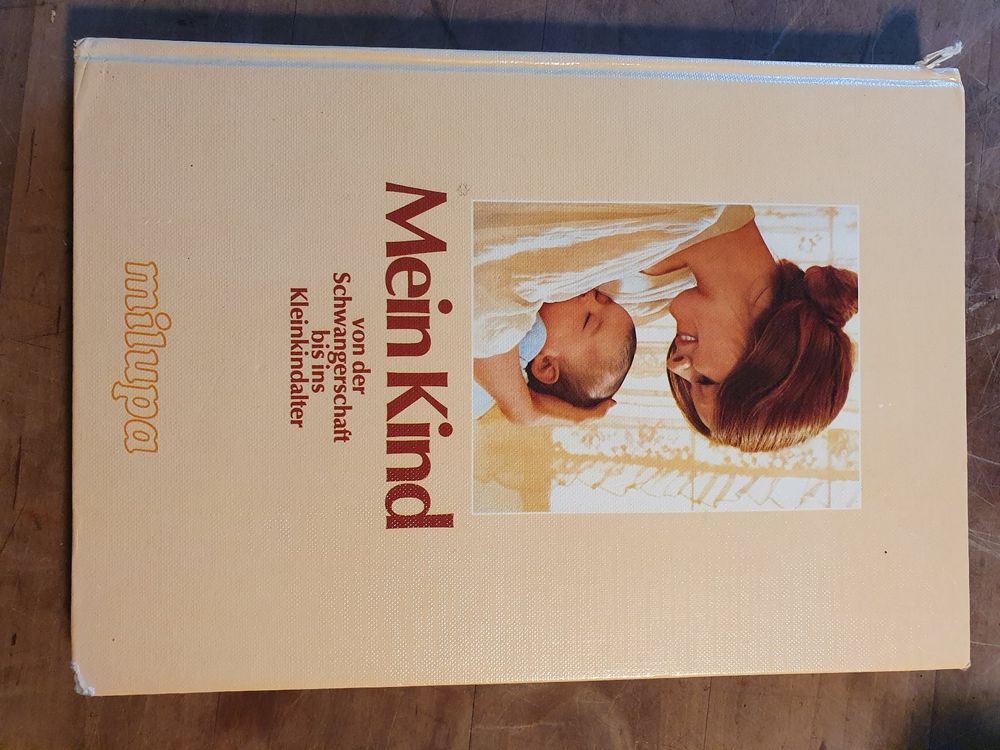 Mein Kind
von der
Schwangerschaft
bis ins
Kleinkindalter
milupa